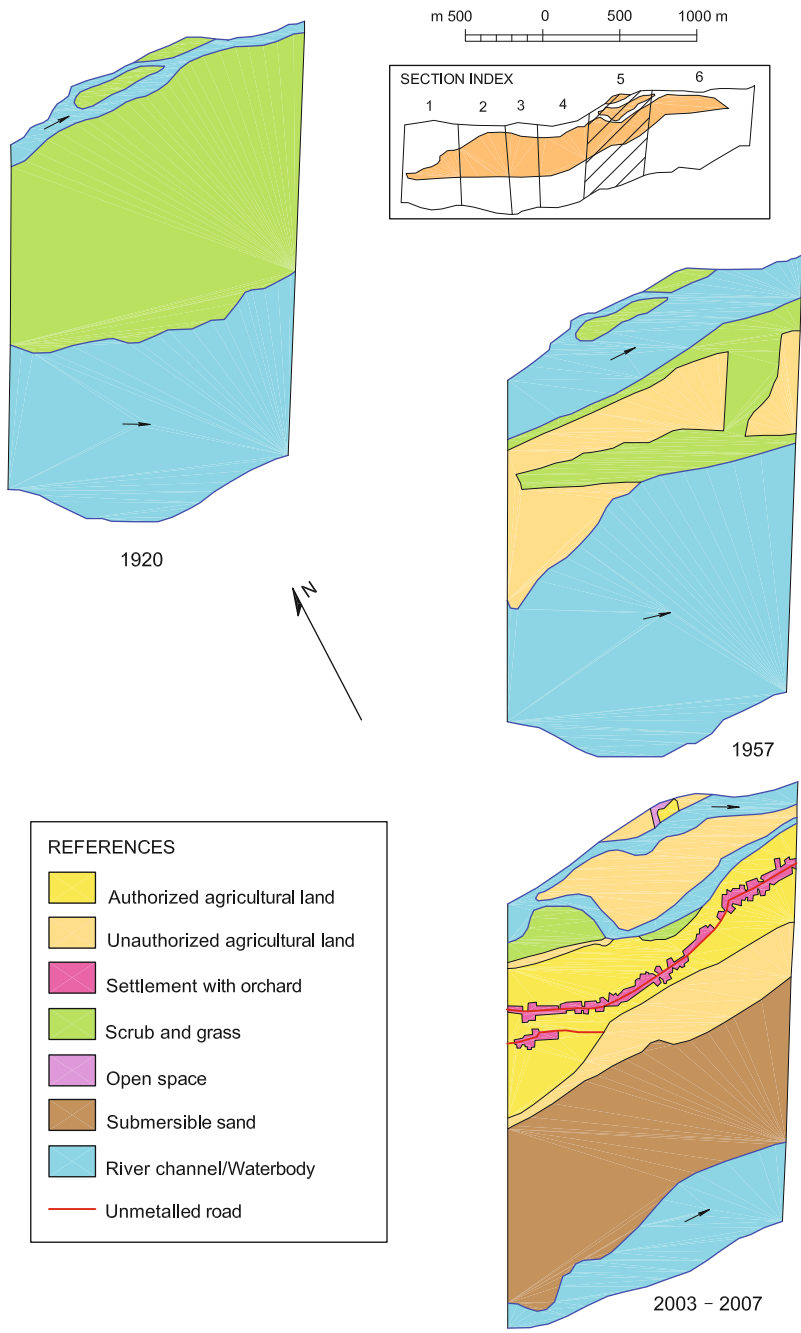 m 500 0 500 1000 m
SECTION INDEX
1 2 3 4 5 6
1920
N
1957
REFERENCES
Authorized agricultural land
Unauthorized agricultural land
Settlement with orchard
Scrub and grass
Open space
Submersible sand
River channel/Waterbody
Unmetalled road
2003 – 2007